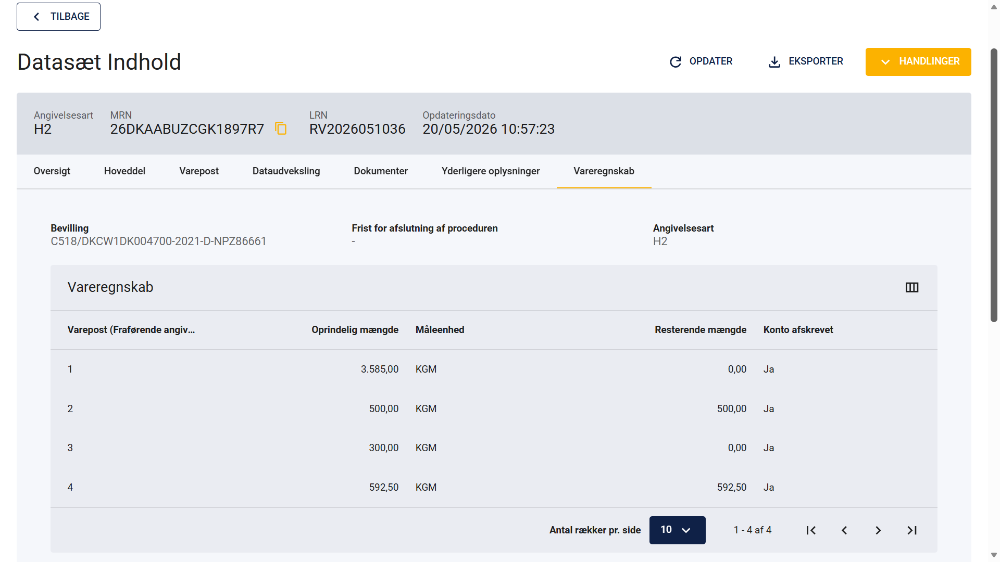 TILBAGE
Datasæt Indhold
OPDATER
EKSPORTER
HANDLINGER
Angivelsesart
H2
MRN
26DKAABUZCGK1897R7
LRN
RV2026051036
Opdateringsdato
20/05/2026 10:57:23
Oversigt Hoveddel Varepost Dataudveksling Dokumenter Yderligere oplysninger Vareregnskab
Bevilling
C518/DKCW1DK004700-2021-D-NPZ86661
Frist for afslutning af proceduren
-
Angivelsesart
H2
Vareregnskab
Varepost (Fraførende angiv... Oprindelig mængde Måleenhed Resterende mængde Konto afskrevet
1 3.585,00 KGM 0,00 Ja
2 500,00 KGM 500,00 Ja
3 300,00 KGM 0,00 Ja
4 592,50 KGM 592,50 Ja
Antal rækker pr. side 10 1 - 4 af 4